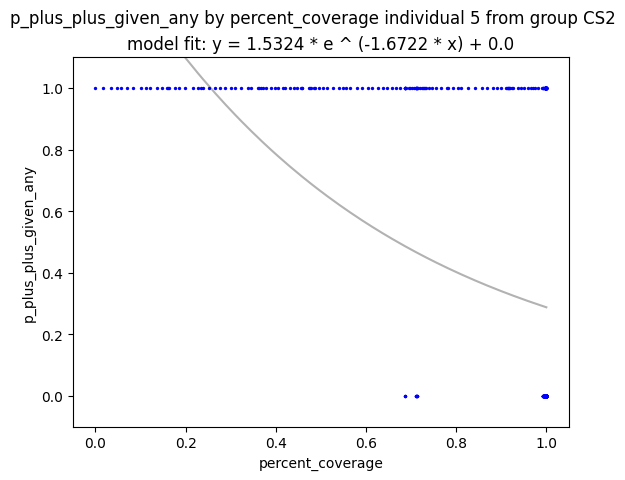 p_plus_plus_given_any by percent_coverage individual 5 from group CS2
model fit: y = 1.5324 * e ^ (-1.6722 * x) + 0.0
1.0
0.8
0.6
0.4
0.2
0.0
p_plus_plus_given_any
0.0 0.2 0.4 0.6 0.8 1.0
percent_coverage